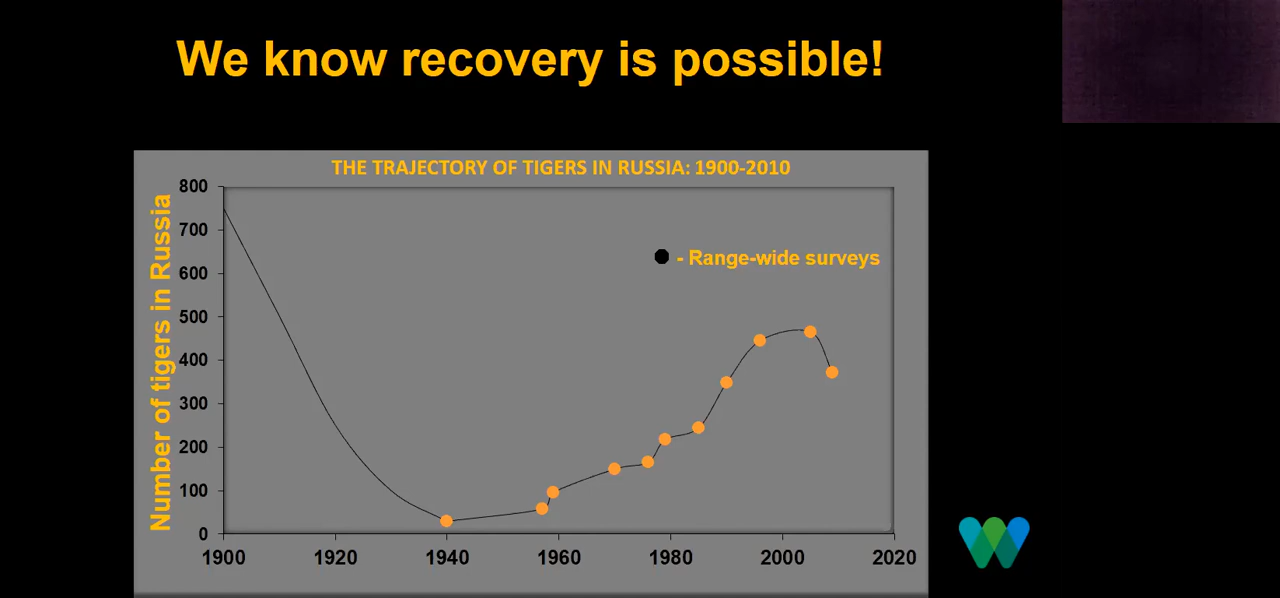 We know recovery is possible!
THE TRAJECTORY OF TIGERS IN RUSSIA: 1900-2010
Number of tigers in Russia
800
700
600
500
400
300
200
100
0
- Range-wide surveys
1900 1920 1940 1960 1980 2000 2020